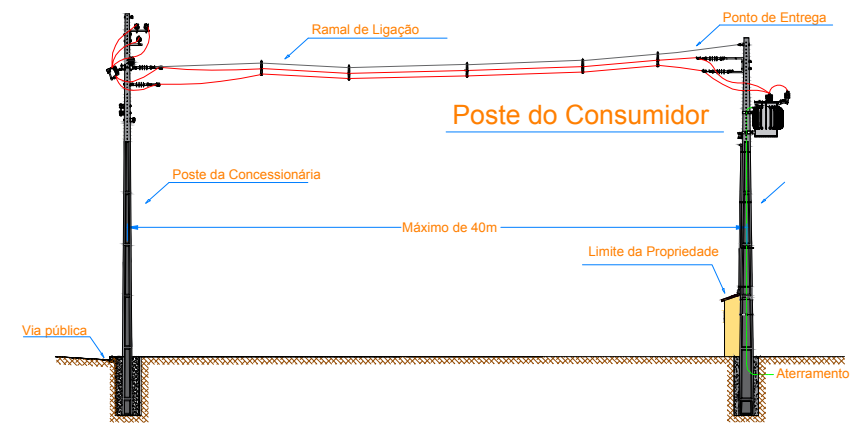 Ponto de Entrega
Ramal de Ligação
Poste do Consumidor
Poste da Concessionária
Máximo de 40m
Limite da Propriedade
Via pública
Aterramento